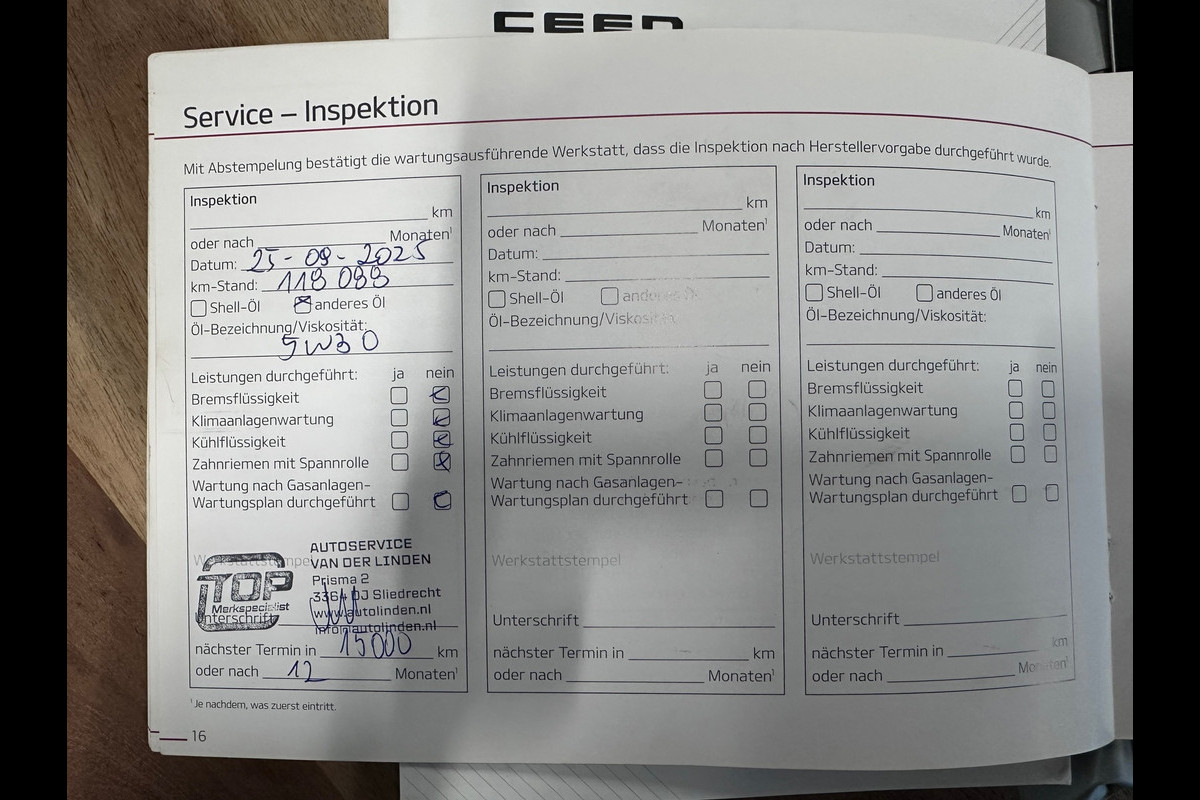 CEED
Service – Inspektion
Mit Abstempelung bestätigt die wartungsausführende Werkstatt, dass die Inspektion nach Herstellervorgabe durchgeführt wurde.
Inspektion
km
oder nach Monaten¹
Datum: 25-09-2025
km-Stand: 118 088
Shell-Öl anderes Öl
Öl-Bezeichnung/Viskosität:
5W30
Leistungen durchgeführt: ja nein
Bremsflüssigkeit
Klimaanlagenwartung
Kühlflüssigkeit
Zahnriemen mit Spannrolle
Wartung nach Gasanlagen–
Wartungsplan durchgeführt
Werkstattstempel
TOP
Merkspecialist
AUTOSERVICE
VAN DER LINDEN
Prisma 2
3364 DJ Sliedrecht
www.autolinden.nl
info@autolinden.nl
Unterschrift
nächster Termin in 15000 km
oder nach 12 Monaten¹
Inspektion
km
oder nach Monaten¹
Datum:
km-Stand:
Shell-Öl anderes Öl
Öl-Bezeichnung/Viskosität:
Leistungen durchgeführt: ja nein
Bremsflüssigkeit
Klimaanlagenwartung
Kühlflüssigkeit
Zahnriemen mit Spannrolle
Wartung nach Gasanlagen–
Wartungsplan durchgeführt
Werkstattstempel
Unterschrift
nächster Termin in km
oder nach Monaten¹
Inspektion
km
oder nach Monaten¹
Datum:
km-Stand:
Shell-Öl anderes Öl
Öl-Bezeichnung/Viskosität:
Leistungen durchgeführt: ja nein
Bremsflüssigkeit
Klimaanlagenwartung
Kühlflüssigkeit
Zahnriemen mit Spannrolle
Wartung nach Gasanlagen–
Wartungsplan durchgeführt
Werkstattstempel
Unterschrift
nächster Termin in km
oder nach Monaten¹
¹ Je nachdem, was zuerst eintritt.
16